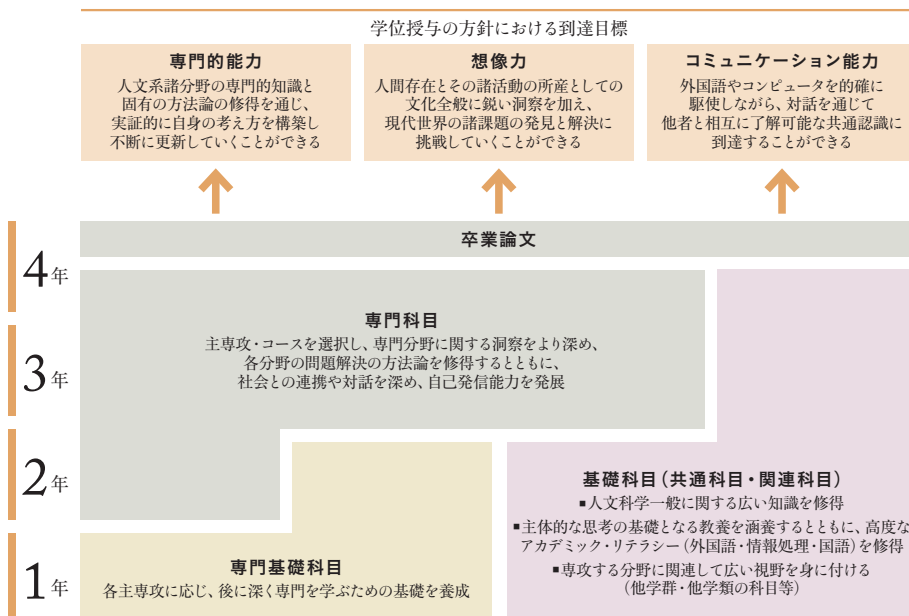 学位授与の方針における到達目標
専門的能力
人文系諸分野の専門的知識と
固有の方法論の修得を通じ、
実証的に自身の考え方を構築し
不断に更新していくことができる
想像力
人間存在とその諸活動の所産としての
文化全般に鋭い洞察を加え、
現代世界の諸課題の発見と解決に
挑戦していくことができる
コミュニケーション能力
外国語やコンピュータを的確に
駆使しながら、対話を通じて
他者と相互に了解可能な共通認識に
到達することができる
4年
卒業論文
3年
専門科目
主専攻・コースを選択し、専門分野に関する洞察をより深め、
各分野の問題解決の方法論を修得するとともに、
社会との連携や対話を深め、自己発信能力を発展
2年
基礎科目（共通科目・関連科目）
■人文科学一般に関する広い知識を修得
■主体的な思考の基礎となる教養を涵養するとともに、高度な
アカデミック・リテラシー（外国語・情報処理・国語）を修得
■専攻する分野に関連して広い視野を身に付ける
（他学群・他学類の科目等）
1年
専門基礎科目
各主専攻に応じ、後に深く専門を学ぶための基礎を養成